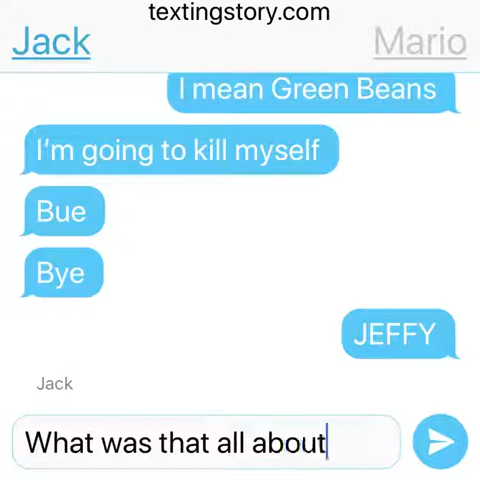 textingstory.com
Jack Mario
I mean Green Beans
I'm going to kill myself
Bue
Bye
JEFFY
Jack
What was that all about